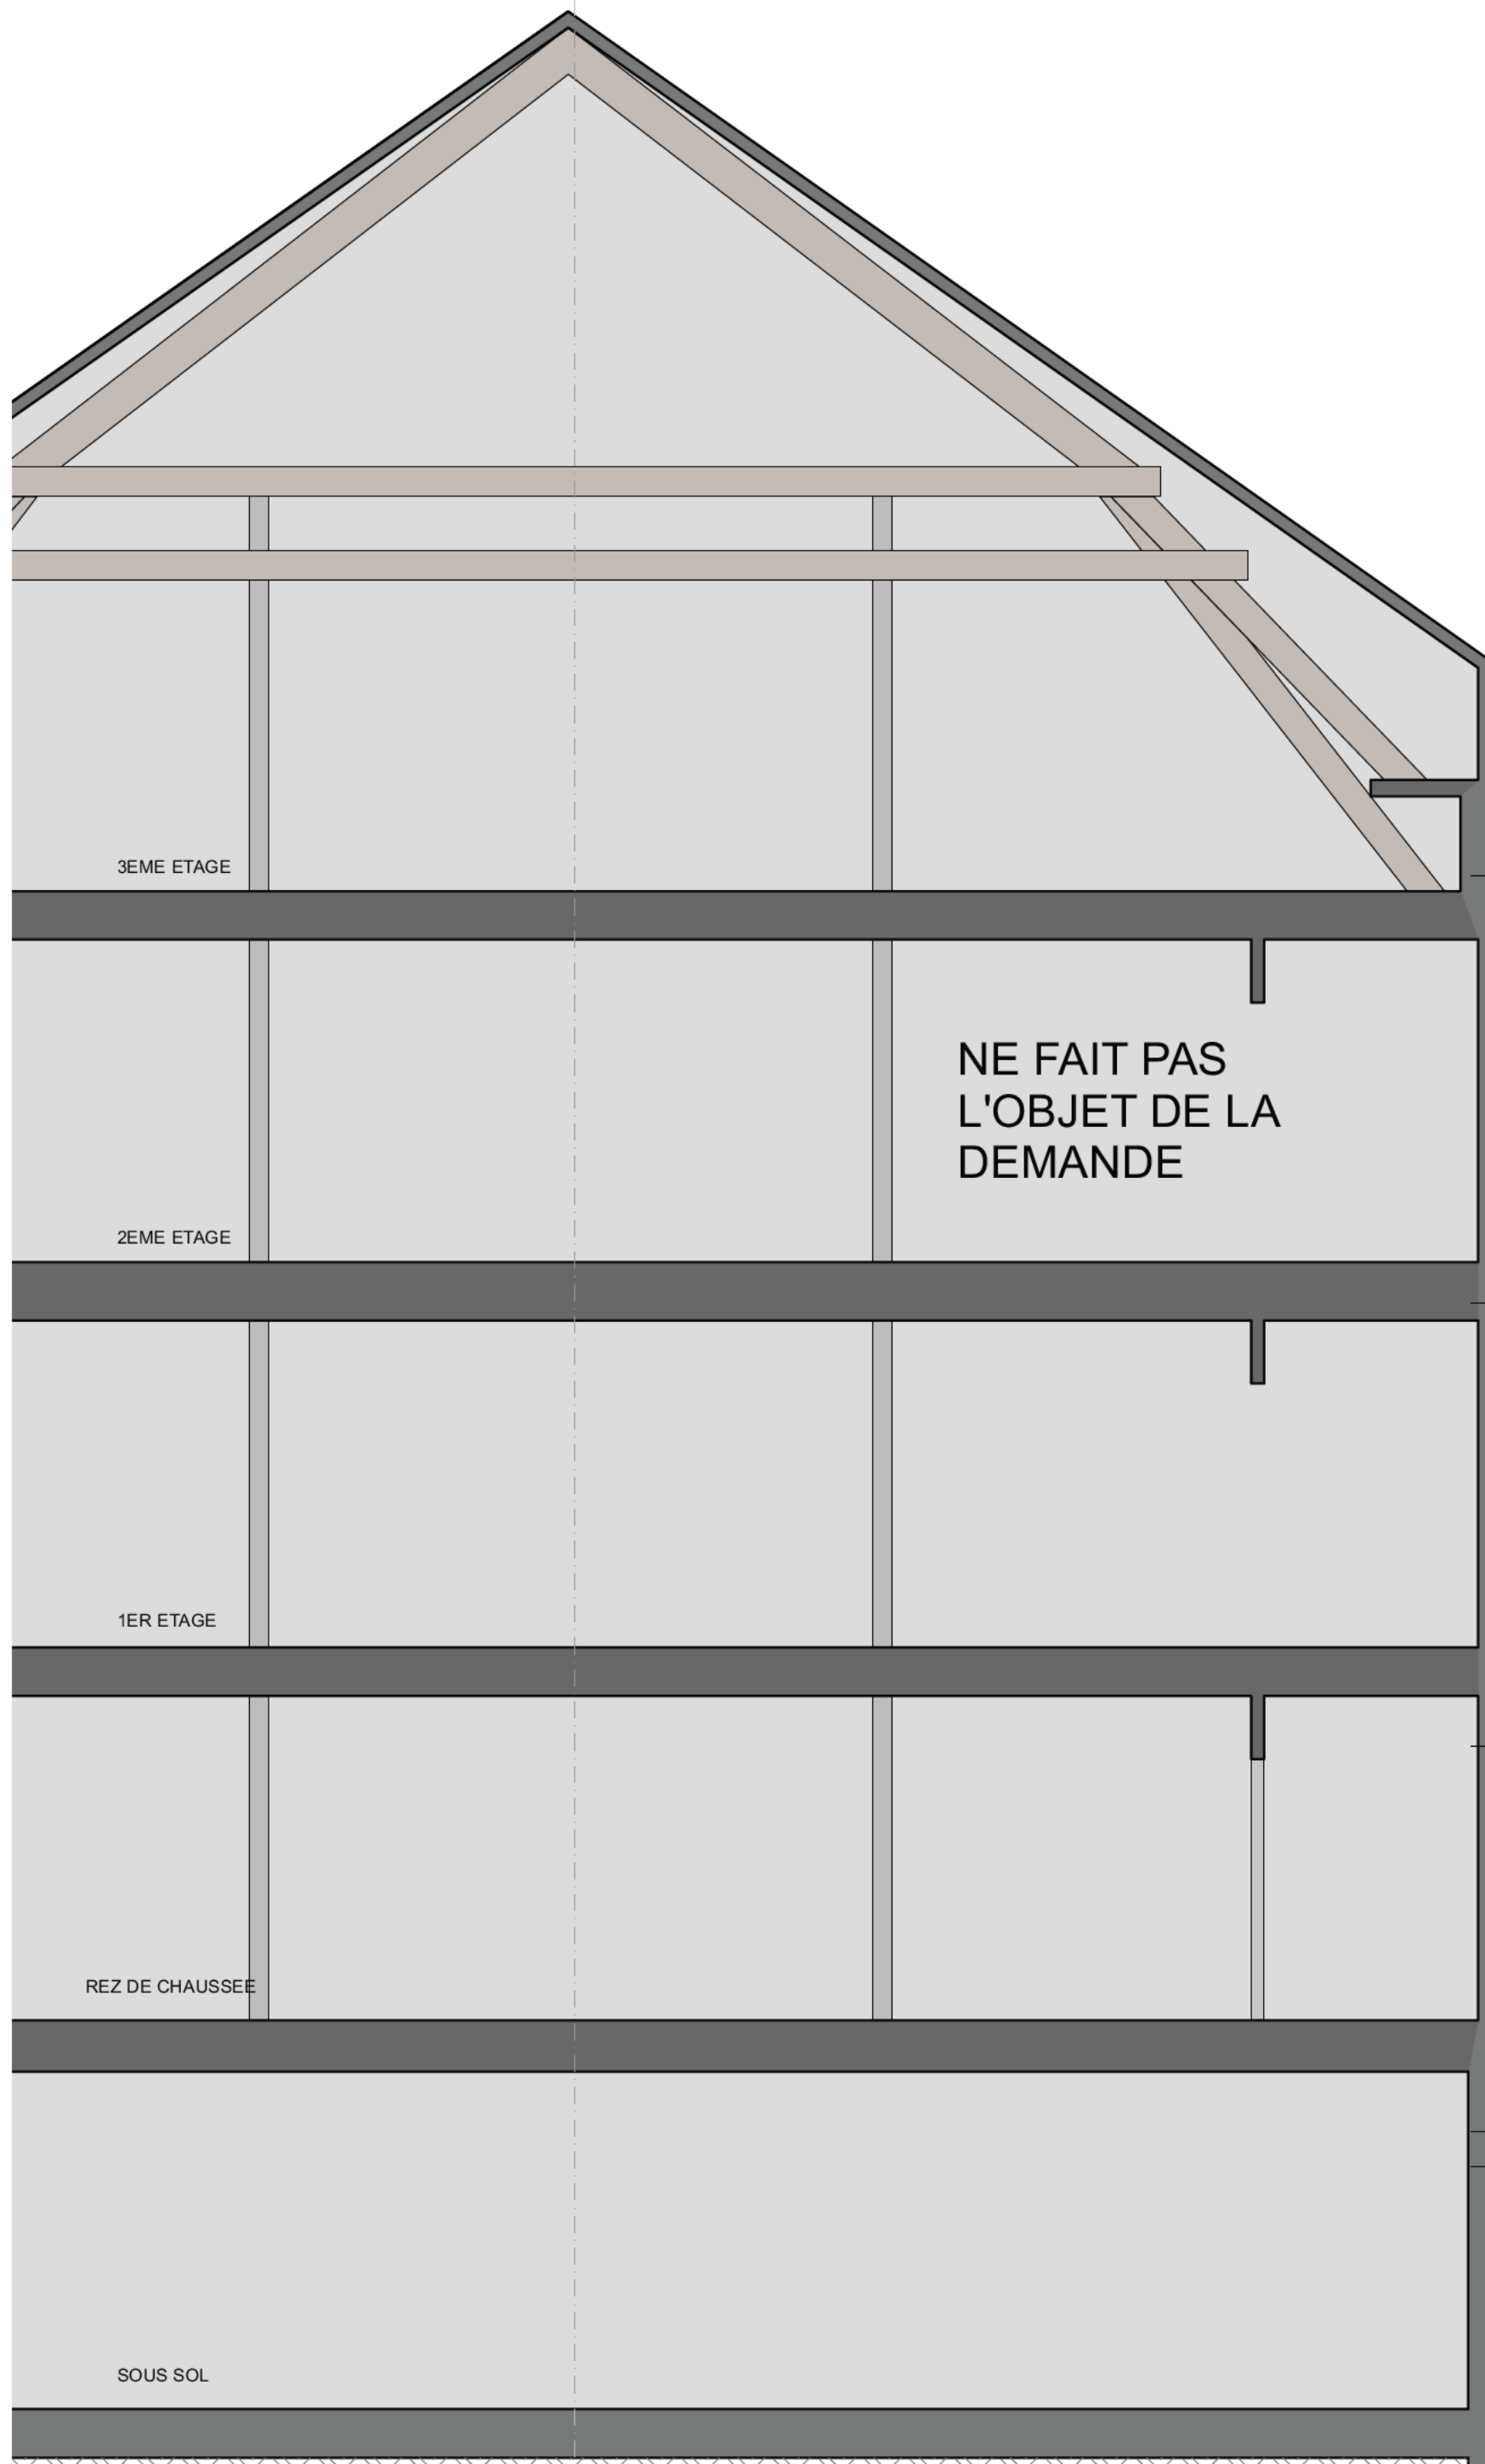 3EME ETAGE
NE FAIT PAS
L'OBJET DE LA
DEMANDE
2EME ETAGE
1ER ETAGE
REZ DE CHAUSSEE
SOUS SOL